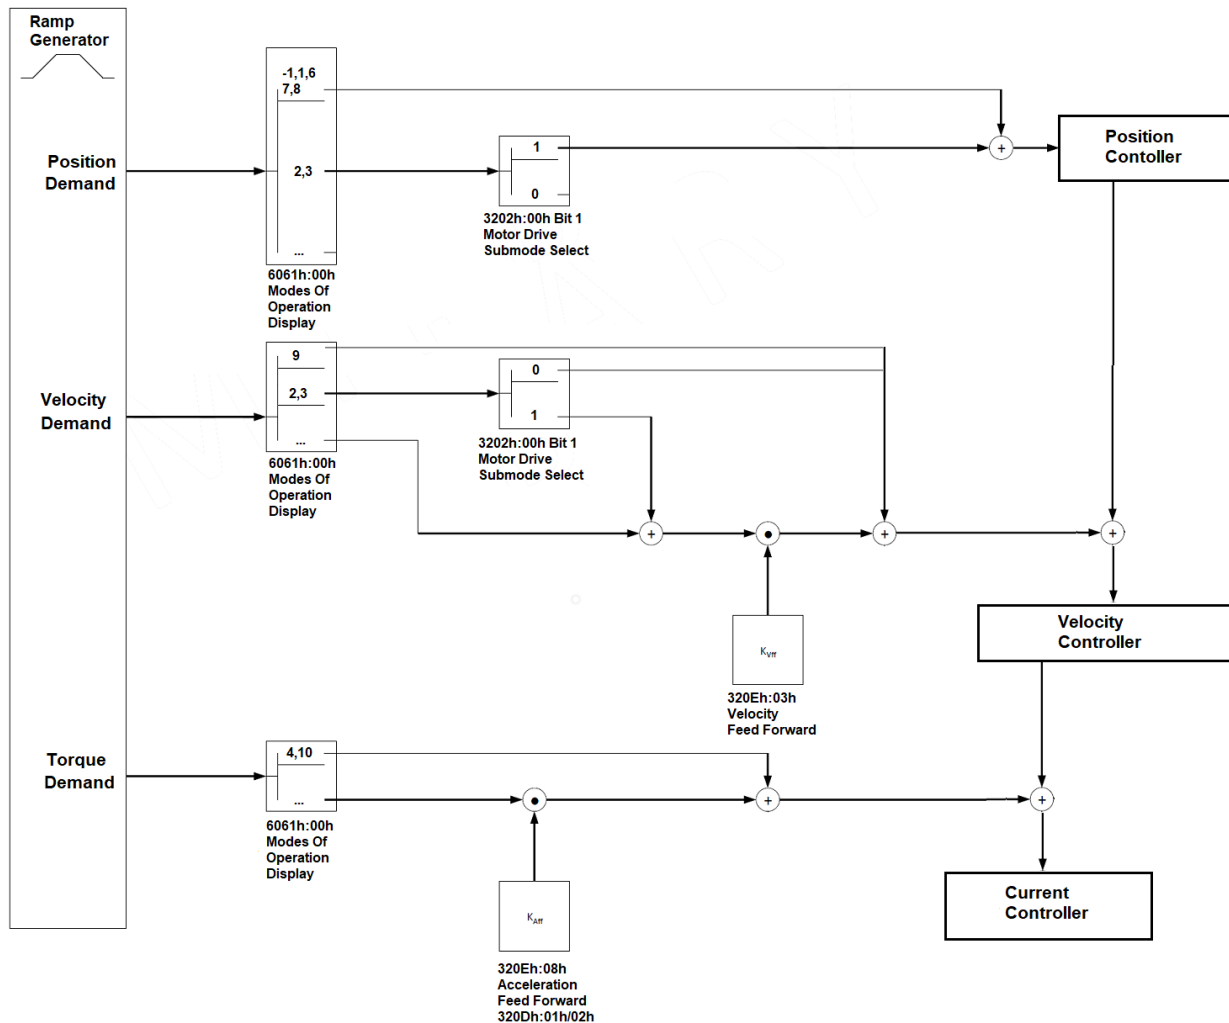 Ramp
Generator
-1,1,6
7,8
Position
Demand
2,3
...
6061h:00h
Modes Of
Operation
Display
1
0
3202h:00h Bit 1
Motor Drive
Submode Select
+
Position
Contoller
Velocity
Demand
9
2,3
...
6061h:00h
Modes Of
Operation
Display
0
1
3202h:00h Bit 1
Motor Drive
Submode Select
+
+
+
KVff
320Eh:03h
Velocity
Feed Forward
Velocity
Controller
Torque
Demand
4,10
...
6061h:00h
Modes Of
Operation
Display
+
+
KAff
320Eh:08h
Acceleration
Feed Forward
320Dh:01h/02h
Current
Controller